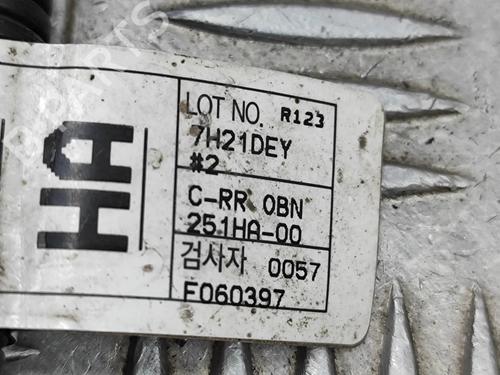 HA
LOT NO. R123
7H21DEY
#2
C-RR 0BN
251HA-00
검사자 0057
F060397